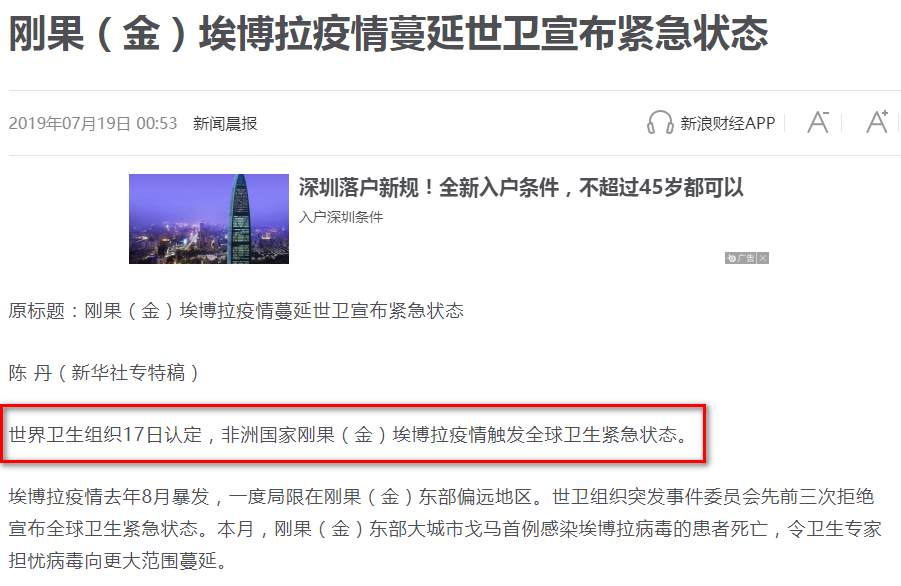 刚果（金）埃博拉疫情蔓延世卫宣布紧急状态
2019年07月19日 00:53 新闻晨报
新浪财经APP A- A+
深圳落户新规！全新入户条件，不超过45岁都可以
入户深圳条件
广告
原标题：刚果（金）埃博拉疫情蔓延世卫宣布紧急状态
陈 丹（新华社专特稿）
世界卫生组织17日认定，非洲国家刚果（金）埃博拉疫情触发全球卫生紧急状态。
埃博拉疫情去年8月暴发，一度局限在刚果（金）东部偏远地区。世卫组织突发事件委员会先前三次拒绝
宣布全球卫生紧急状态。本月，刚果（金）东部大城市戈马首例感染埃博拉病毒的患者死亡，令卫生专家
担忧病毒向更大范围蔓延。